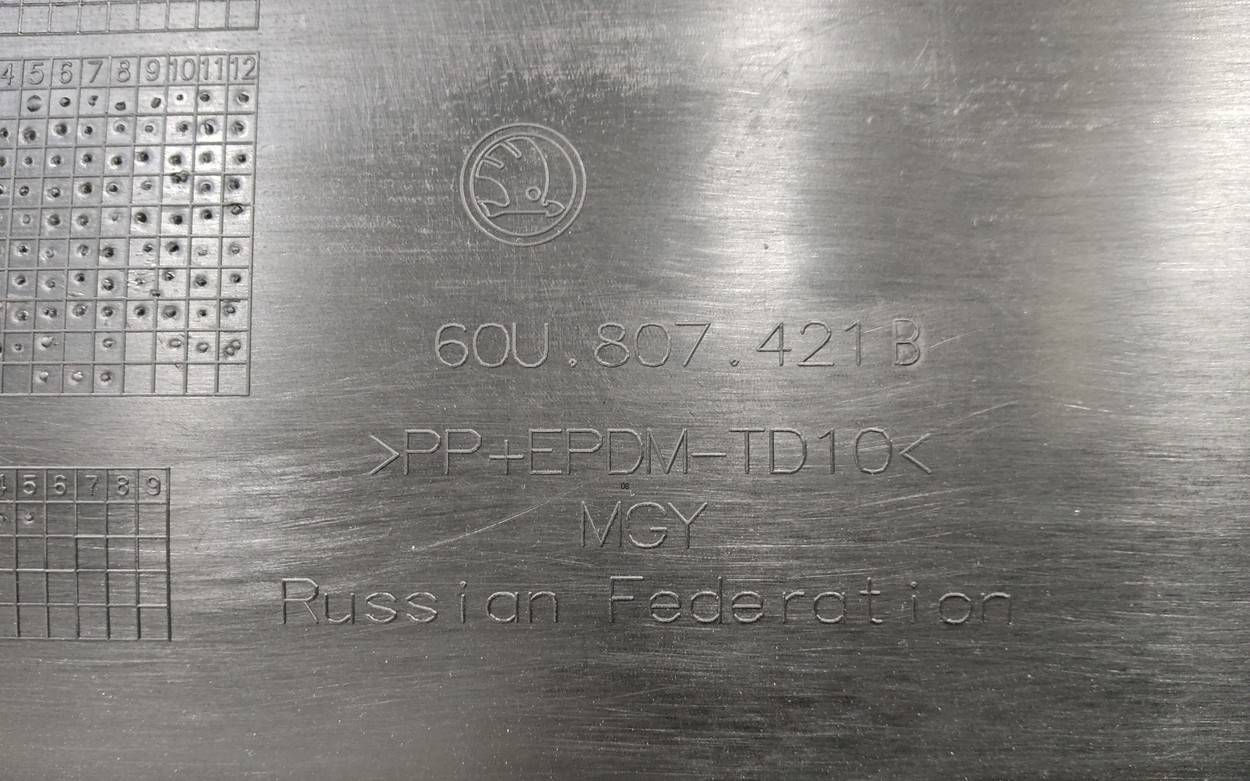 4 5 6 7 8 9 10 11 12
60U.807.421 B
>PP+EPDM-TD10<
08
MGY
4 5 6 7 8 9
Russian Federation